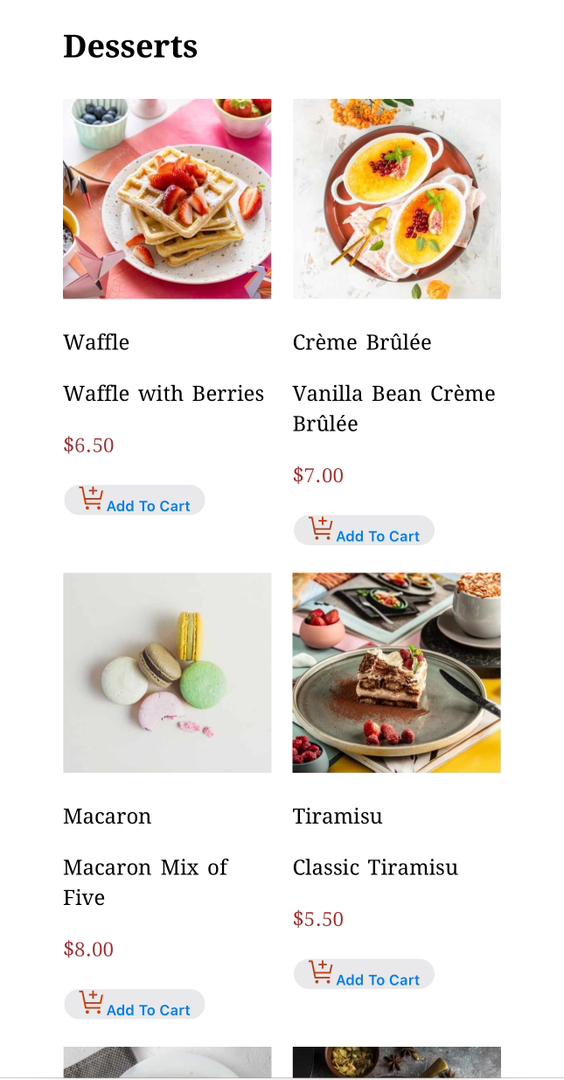 Desserts
Waffle
Waffle with Berries
$6.50
Add To Cart
Crème Brûlée
Vanilla Bean Crème
Brûlée
$7.00
Add To Cart
Macaron
Macaron Mix of
Five
$8.00
Add To Cart
Tiramisu
Classic Tiramisu
$5.50
Add To Cart